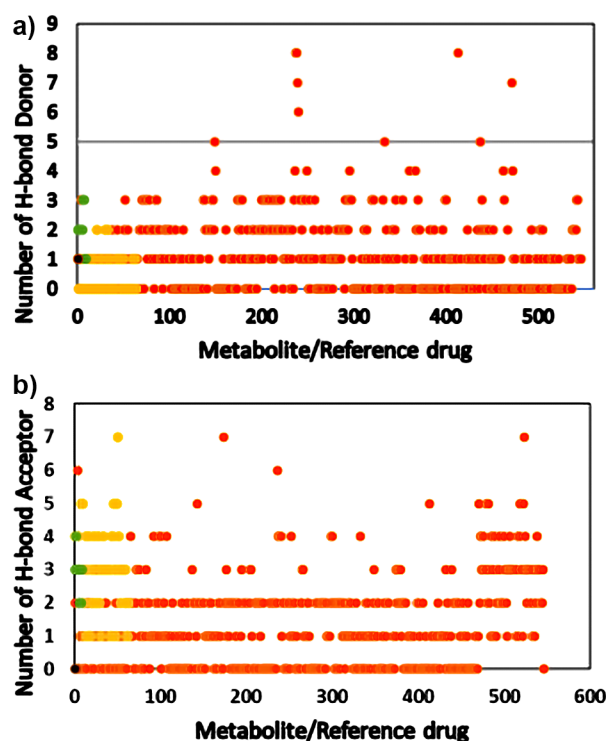 a)
9
8
7
6
5
4
3
2
1
0
Number of H-bond Donor
0 100 200 300 400 500
Metabolite/Reference drug
b)
8
7
6
5
4
3
2
1
0
Number of H-bond Acceptor
0 100 200 300 400 500 600
Metabolite/Reference drug